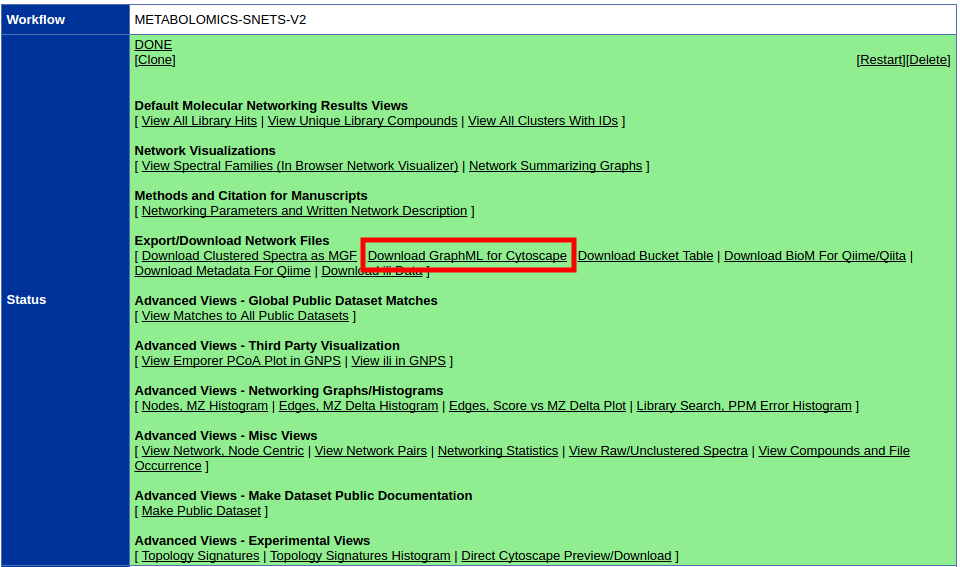 Workflow METABOLOMICS-SNETS-V2
DONE
[Clone] [Restart][Delete]
Default Molecular Networking Results Views
[ View All Library Hits | View Unique Library Compounds | View All Clusters With IDs ]
Network Visualizations
[ View Spectral Families (In Browser Network Visualizer) | Network Summarizing Graphs ]
Methods and Citation for Manuscripts
[ Networking Parameters and Written Network Description ]
Export/Download Network Files
[ Download Clustered Spectra as MGF Download GraphML for Cytoscape Download Bucket Table | Download BioM For Qiime/Qiita |
Download Metadata For Qiime | Download ili Data ]
Status
Advanced Views - Global Public Dataset Matches
[ View Matches to All Public Datasets ]
Advanced Views - Third Party Visualization
[ View Emporer PCoA Plot in GNPS | View ili in GNPS ]
Advanced Views - Networking Graphs/Histograms
[ Nodes, MZ Histogram | Edges, MZ Delta Histogram | Edges, Score vs MZ Delta Plot | Library Search, PPM Error Histogram ]
Advanced Views - Misc Views
[ View Network, Node Centric | View Network Pairs | Networking Statistics | View Raw/Unclustered Spectra | View Compounds and File
Occurrence ]
Advanced Views - Make Dataset Public Documentation
[ Make Public Dataset ]
Advanced Views - Experimental Views
[ Topology Signatures | Topology Signatures Histogram | Direct Cytoscape Preview/Download ]